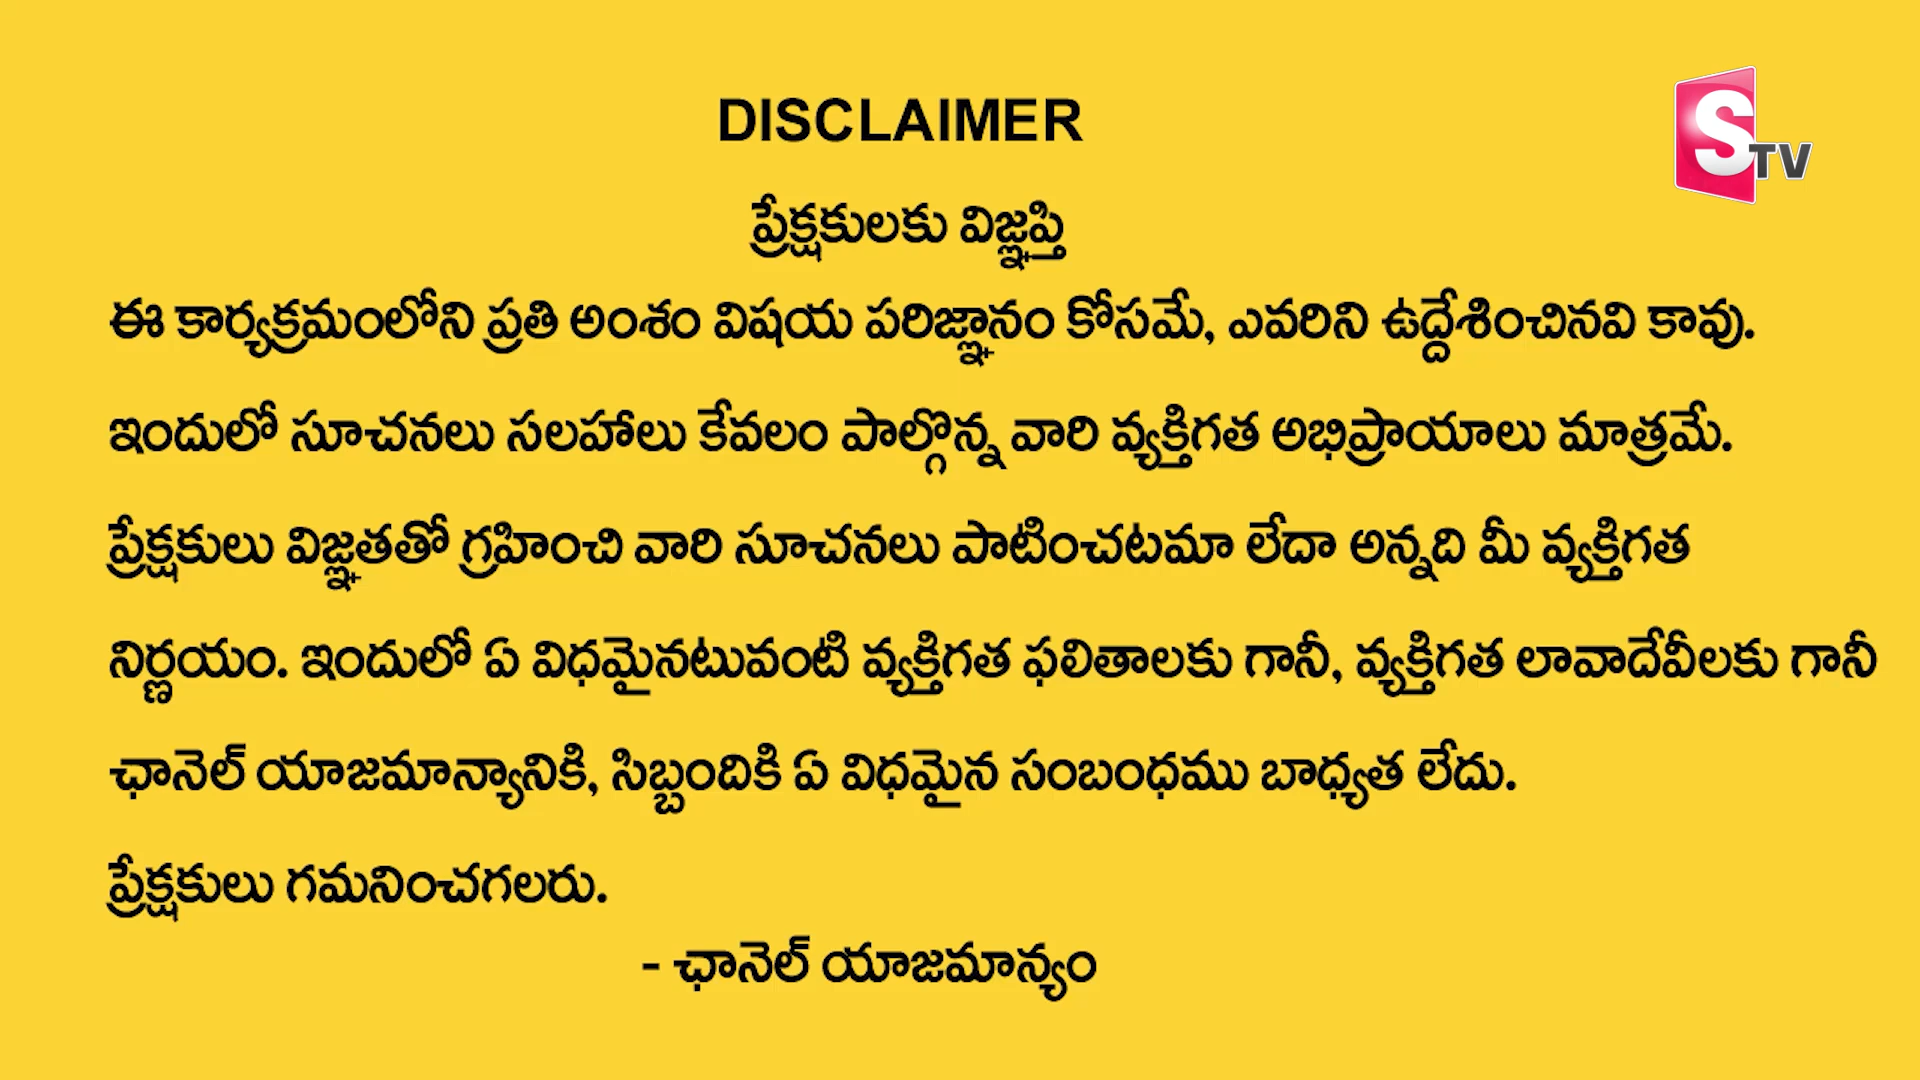 DISCLAIMER
STV
ప్రేక్షకులకు విజ్ఞప్తి
ఈ కార్యక్రమంలోని ప్రతి అంశం విషయ పరిజ్ఞానం కోసమే, ఎవరిని ఉద్దేశించినవి కావు.
ఇందులో సూచనలు సలహాలు కేవలం పాల్గొన్న వారి వ్యక్తిగత అభిప్రాయాలు మాత్రమే.
ప్రేక్షకులు విజ్ఞతతో గ్రహించి వారి సూచనలు పాటించటమా లేదా అన్నది మీ వ్యక్తిగత
నిర్ణయం. ఇందులో ఏ విధమైనటువంటి వ్యక్తిగత ఫలితాలకు గానీ, వ్యక్తిగత లావాదేవీలకు గానీ
ఛానెల్ యాజమాన్యానికి, సిబ్బందికి ఏ విధమైన సంబంధము బాధ్యత లేదు.
ప్రేక్షకులు గమనించగలరు.
- ఛానెల్ యాజమాన్యం